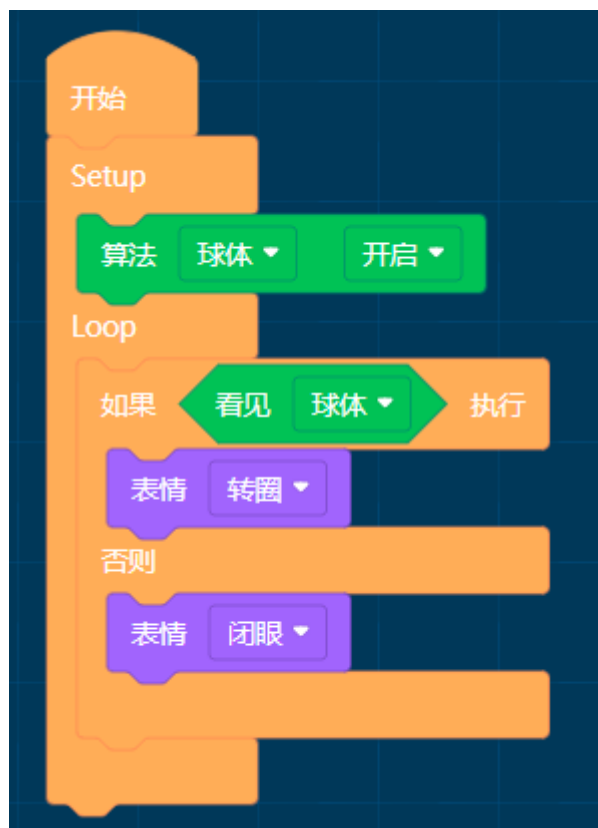 开始
Setup
算法 球体 开启
Loop
如果 看见 球体 执行
表情 转圈
否则
表情 闭眼